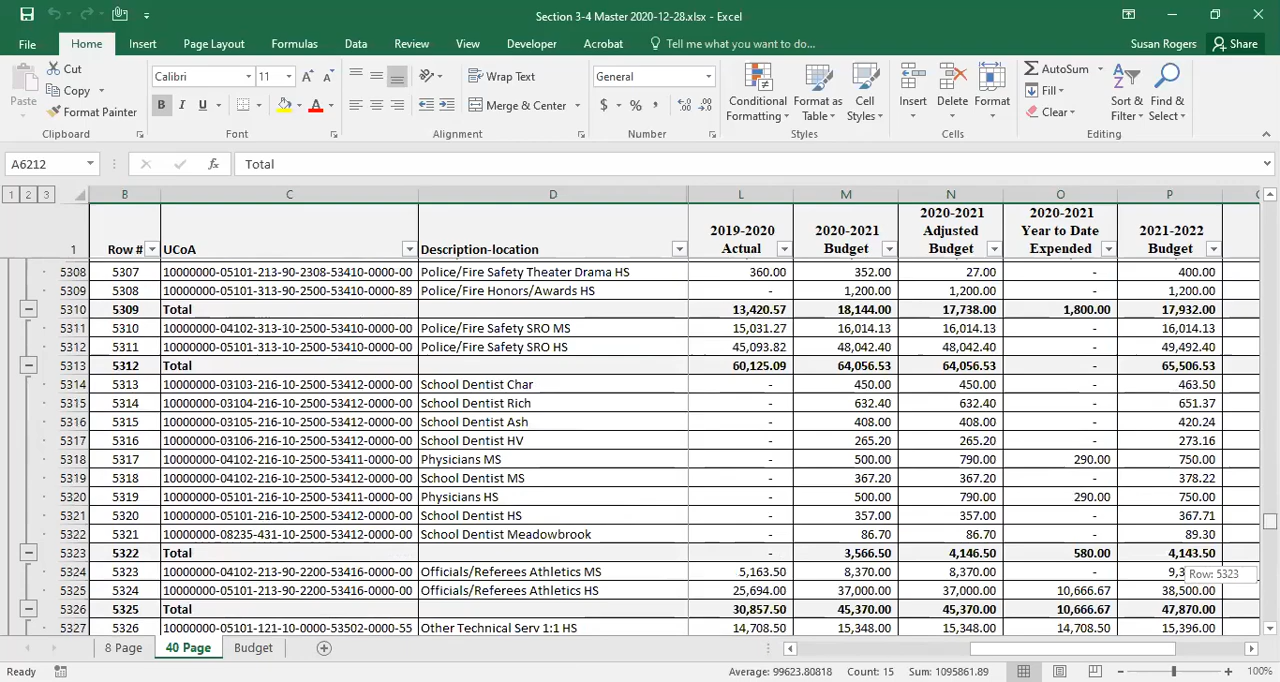 Section 3-4 Master 2020-12-28.xlsx - Excel
File Home Insert Page Layout Formulas Data Review View Developer Acrobat Tell me what you want to do... Susan Rogers Share
Paste Cut Copy Format Painter Clipboard
Calibri 11 B I U A Font
Wrap Text Merge & Center Alignment
General $ % , Number
Conditional Formatting Format as Table Cell Styles Styles
Insert Delete Format Cells
AutoSum Fill Clear Sort & Filter Find & Select Editing
A6212 fx Total
1 2 3 B C D L M N O P
1 Row # UCoA Description-location 2019-2020 Actual 2020-2021 Budget 2020-2021 Adjusted Budget 2020-2021 Year to Date Expended 2021-2022 Budget
5308 5307 10000000-05101-213-90-2308-53410-0000-00 Police/Fire Safety Theater Drama HS 360.00 352.00 27.00 - 400.00
5309 5308 10000000-05101-313-90-2500-53410-0000-89 Police/Fire Honors/Awards HS - 1,200.00 1,200.00 - 1,200.00
5310 5309 Total 13,420.57 18,144.00 17,738.00 1,800.00 17,932.00
5311 5310 10000000-04102-313-10-2500-53410-0000-00 Police/Fire Safety SRO MS 15,031.27 16,014.13 16,014.13 - 16,014.13
5312 5311 10000000-05101-313-10-2500-53410-0000-00 Police/Fire Safety SRO HS 45,093.82 48,042.40 48,042.40 - 49,492.40
5313 5312 Total 60,125.09 64,056.53 64,056.53 - 65,506.53
5314 5313 10000000-03103-216-10-2500-53412-0000-00 School Dentist Char - 450.00 450.00 - 463.50
5315 5314 10000000-03104-216-10-2500-53412-0000-00 School Dentist Rich - 632.40 632.40 - 651.37
5316 5315 10000000-03105-216-10-2500-53412-0000-00 School Dentist Ash - 408.00 408.00 - 420.24
5317 5316 10000000-03106-216-10-2500-53412-0000-00 School Dentist HV - 265.20 265.20 - 273.16
5318 5317 10000000-04102-216-10-2500-53411-0000-00 Physicians MS - 500.00 790.00 290.00 750.00
5319 5318 10000000-04102-216-10-2500-53412-0000-00 School Dentist MS - 367.20 367.20 - 378.22
5320 5319 10000000-05101-216-10-2500-53411-0000-00 Physicians HS - 500.00 790.00 290.00 750.00
5321 5320 10000000-05101-216-10-2500-53412-0000-00 School Dentist HS - 357.00 357.00 - 367.71
5322 5321 10000000-08235-431-10-2500-53412-0000-00 School Dentist Meadowbrook - 86.70 86.70 - 89.30
5323 5322 Total - 3,566.50 4,146.50 580.00 4,143.50
5324 5323 10000000-04102-213-90-2200-53416-0000-00 Officials/Referees Athletics MS 5,163.50 8,370.00 8,370.00 - Row: 5323
5325 5324 10000000-05101-213-90-2200-53416-0000-00 Officials/Referees Athletics HS 25,694.00 37,000.00 37,000.00 10,666.67 38,500.00
5326 5325 Total 30,857.50 45,370.00 45,370.00 10,666.67 47,870.00
5327 5326 10000000-05101-121-10-0000-53502-0000-55 Other Technical Serv 1:1 HS 14,708.50 15,348.00 15,348.00 14,708.50 15,396.00
8 Page 40 Page Budget
Ready Average: 99623.80818 Count: 15 Sum: 1095861.89 100%